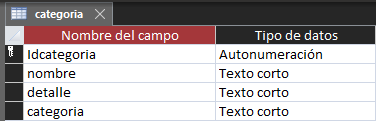 categoria
Nombre del campo Tipo de datos
Idcategoria Autonumeración
nombre Texto corto
detalle Texto corto
categoria Texto corto